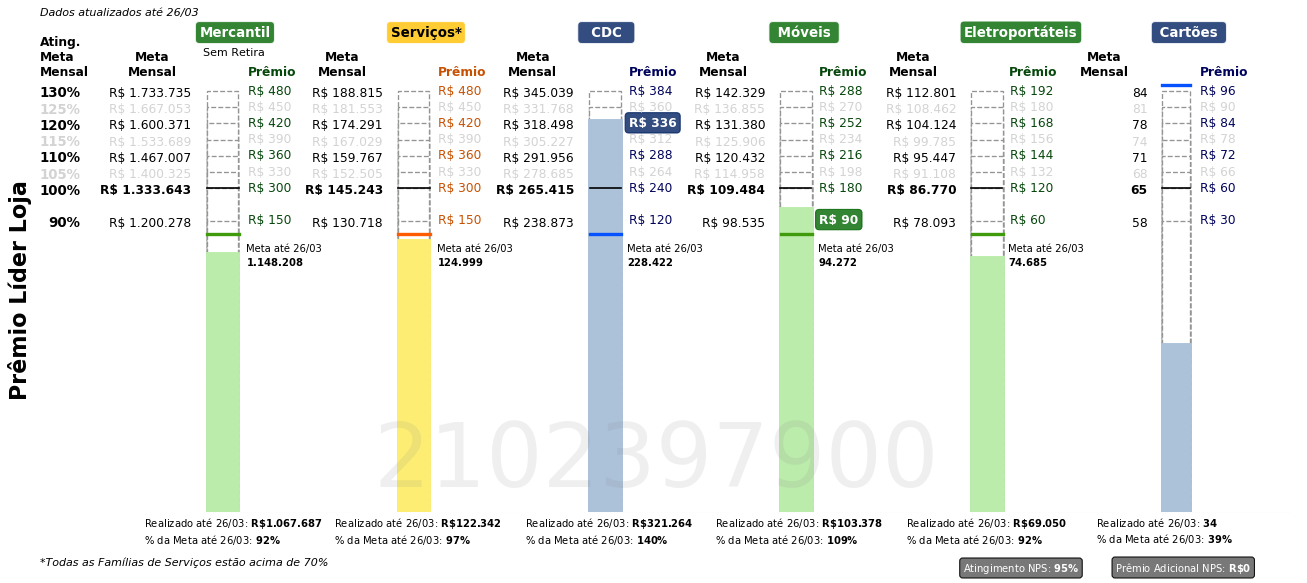 Dados atualizados até 26/03
Mercantil Serviços* CDC Móveis Eletroportáteis Cartões
Sem Retira
Ating. Meta Mensal
Meta Mensal Prêmio Meta Mensal Prêmio Meta Mensal Prêmio Meta Mensal Prêmio Meta Mensal Prêmio Meta Mensal Prêmio
130% R$ 1.733.735 R$ 480 R$ 188.815 R$ 480 R$ 345.039 R$ 384 R$ 142.329 R$ 288 R$ 112.801 R$ 192 84 R$ 96
125% R$ 1.667.053 R$ 450 R$ 181.553 R$ 450 R$ 331.768 R$ 360 R$ 136.855 R$ 270 R$ 108.462 R$ 180 81 R$ 90
120% R$ 1.600.371 R$ 420 R$ 174.291 R$ 420 R$ 318.498 R$ 336 R$ 131.380 R$ 252 R$ 104.124 R$ 168 78 R$ 84
115% R$ 1.533.689 R$ 390 R$ 167.029 R$ 390 R$ 305.227 R$ 312 R$ 125.906 R$ 234 R$ 99.785 R$ 156 74 R$ 78
110% R$ 1.467.007 R$ 360 R$ 159.767 R$ 360 R$ 291.956 R$ 288 R$ 120.432 R$ 216 R$ 95.447 R$ 144 71 R$ 72
105% R$ 1.400.325 R$ 330 R$ 152.505 R$ 330 R$ 278.685 R$ 264 R$ 114.958 R$ 198 R$ 91.108 R$ 132 68 R$ 66
100% R$ 1.333.643 R$ 300 R$ 145.243 R$ 300 R$ 265.415 R$ 240 R$ 109.484 R$ 180 R$ 86.770 R$ 120 65 R$ 60
90% R$ 1.200.278 R$ 150 R$ 130.718 R$ 150 R$ 238.873 R$ 120 R$ 98.535 R$ 90 R$ 78.093 R$ 60 58 R$ 30
Meta até 26/03 Meta até 26/03 Meta até 26/03 Meta até 26/03 Meta até 26/03
1.148.208 124.999 228.422 94.272 74.685
Prêmio Líder Loja
2102397900
Realizado até 26/03: R$1.067.687 Realizado até 26/03: R$122.342 Realizado até 26/03: R$321.264 Realizado até 26/03: R$103.378 Realizado até 26/03: R$69.050 Realizado até 26/03: 34
% da Meta até 26/03: 92% % da Meta até 26/03: 97% % da Meta até 26/03: 140% % da Meta até 26/03: 109% % da Meta até 26/03: 92% % da Meta até 26/03: 39%
*Todas as Famílias de Serviços estão acima de 70%
Atingimento NPS: 95% Prêmio Adicional NPS: R$0